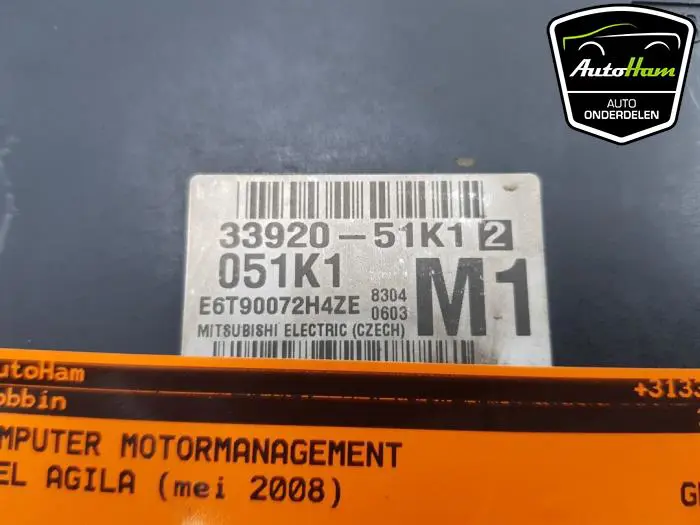 AutoHam
AUTO
ONDERDELEN
33920-51K1 2
051K1
E6T90072H4ZE
8304
0603
M1
MITSUBISHI ELECTRIC (CZECH)
utoHam
+3133
obbin
MPUTER MOTORMANAGEMENT
EL AGILA (mei 2008)